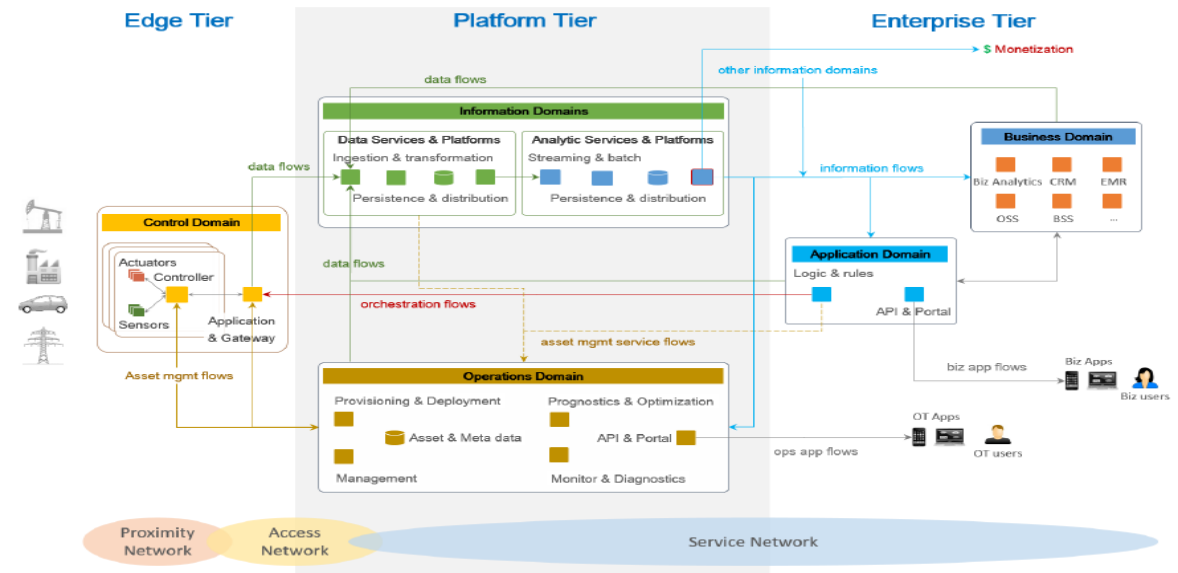 Edge Tier
Platform Tier
Enterprise Tier
$ Monetization
other information domains
data flows
Information Domains
Data Services & Platforms
Ingestion & transformation
Persistence & distribution
Analytic Services & Platforms
Streaming & batch
Persistence & distribution
Business Domain
Biz Analytics CRM EMR
OSS BSS ...
data flows
information flows
Control Domain
Actuators
Controller
Sensors
Application
& Gateway
data flows
Application Domain
Logic & rules
API & Portal
orchestration flows
asset mgmt service flows
Asset mgmt flows
Operations Domain
Provisioning & Deployment
Prognostics & Optimization
Asset & Meta data
API & Portal
Management
Monitor & Diagnostics
biz app flows
Biz Apps
Biz users
ops app flows
OT Apps
OT users
Proximity
Network
Access
Network
Service Network